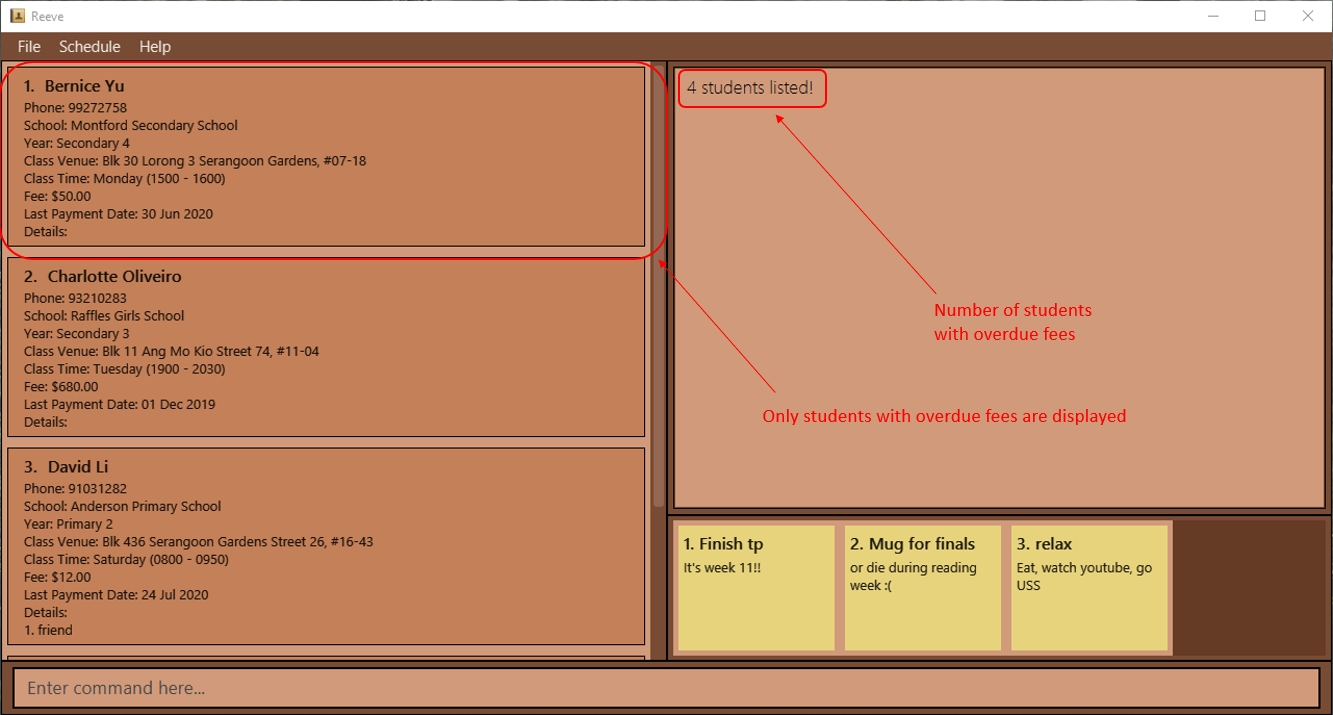 Reeve
File Schedule Help
1. Bernice Yu
Phone: 99272758
School: Montford Secondary School
Year: Secondary 4
Class Venue: Blk 30 Lorong 3 Serangoon Gardens, #07-18
Class Time: Monday (1500 - 1600)
Fee: $50.00
Last Payment Date: 30 Jun 2020
Details:
2. Charlotte Oliveiro
Phone: 93210283
School: Raffles Girls School
Year: Secondary 3
Class Venue: Blk 11 Ang Mo Kio Street 74, #11-04
Class Time: Tuesday (1900 - 2030)
Fee: $680.00
Last Payment Date: 01 Dec 2019
Details:
3. David Li
Phone: 91031282
School: Anderson Primary School
Year: Primary 2
Class Venue: Blk 436 Serangoon Gardens Street 26, #16-43
Class Time: Saturday (0800 - 0950)
Fee: $12.00
Last Payment Date: 24 Jul 2020
Details:
1. friend
4 students listed!
Number of students
with overdue fees
Only students with overdue fees are displayed
1. Finish tp
It's week 11!!
2. Mug for finals
or die during reading
week :(
3. relax
Eat, watch youtube, go
USS
Enter command here...